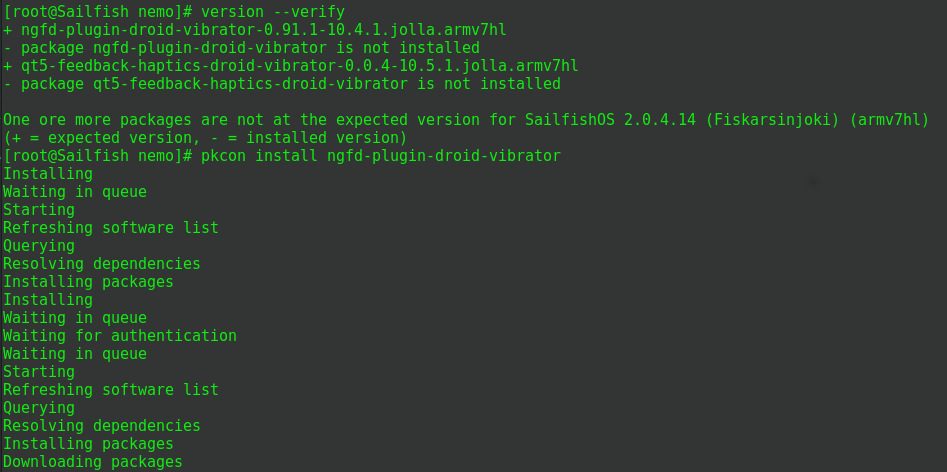 [root@Sailfish nemo]# version --verify
+ ngfd-plugin-droid-vibrator-0.91.1-10.4.1.jolla.armv7hl
- package ngfd-plugin-droid-vibrator is not installed
+ qt5-feedback-haptics-droid-vibrator-0.0.4-10.5.1.jolla.armv7hl
- package qt5-feedback-haptics-droid-vibrator is not installed

One ore more packages are not at the expected version for SailfishOS 2.0.4.14 (Fiskarsinjoki) (armv7hl)
(+ = expected version, - = installed version)
[root@Sailfish nemo]# pkcon install ngfd-plugin-droid-vibrator
Installing
Waiting in queue
Starting
Refreshing software list
Querying
Resolving dependencies
Installing packages
Installing
Waiting in queue
Waiting for authentication
Waiting in queue
Starting
Refreshing software list
Querying
Resolving dependencies
Installing packages
Downloading packages